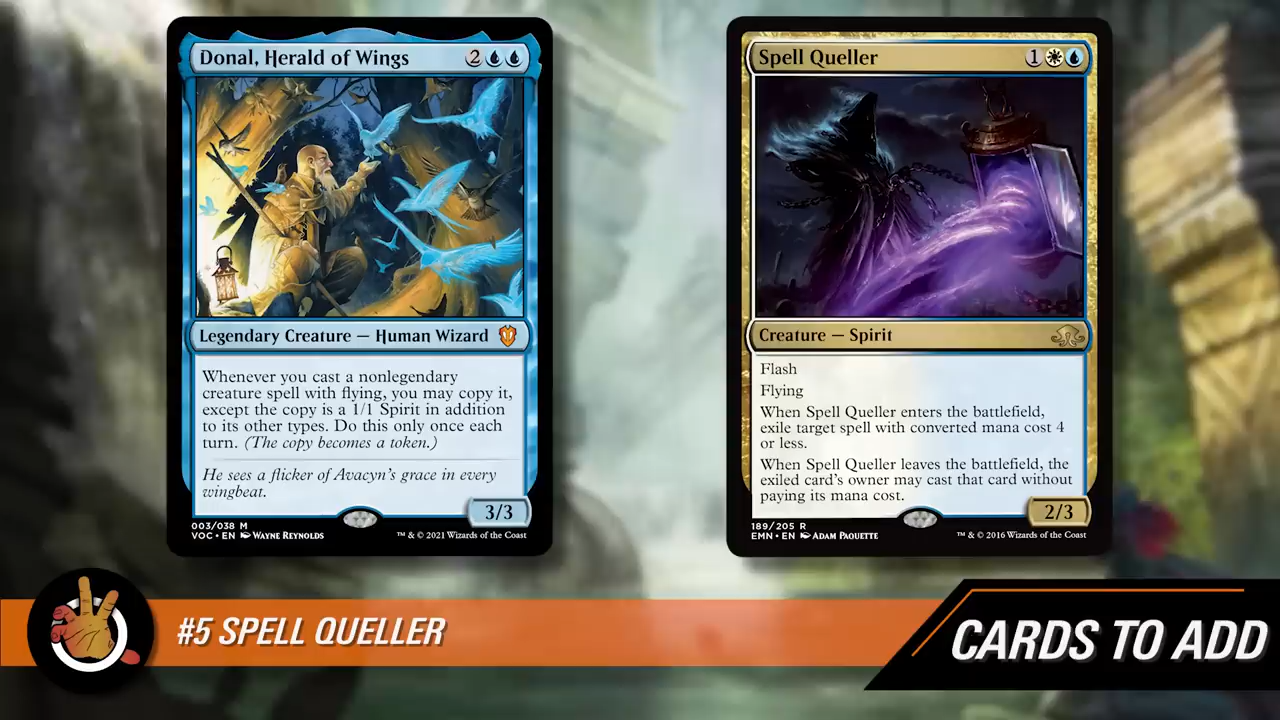 Donal, Herald of Wings 2
Legendary Creature — Human Wizard
Whenever you cast a nonlegendary
creature spell with flying, you may copy it,
except the copy is a 1/1 Spirit in addition
to its other types. Do this only once each
turn. (The copy becomes a token.)
He sees a flicker of Avacyn's grace in every
wingbeat.
3/3
003/038 M
VOC • EN Wayne Reynolds
™ & © 2021 Wizards of the Coast
Spell Queller 1
Creature — Spirit
Flash
Flying
When Spell Queller enters the battlefield,
exile target spell with converted mana cost 4
or less.
When Spell Queller leaves the battlefield, the
exiled card's owner may cast that card without
paying its mana cost.
2/3
189/205 R
EMN • EN Adam Paquette
™ & © 2016 Wizards of the Coast
#5 SPELL QUELLER
CARDS TO ADD